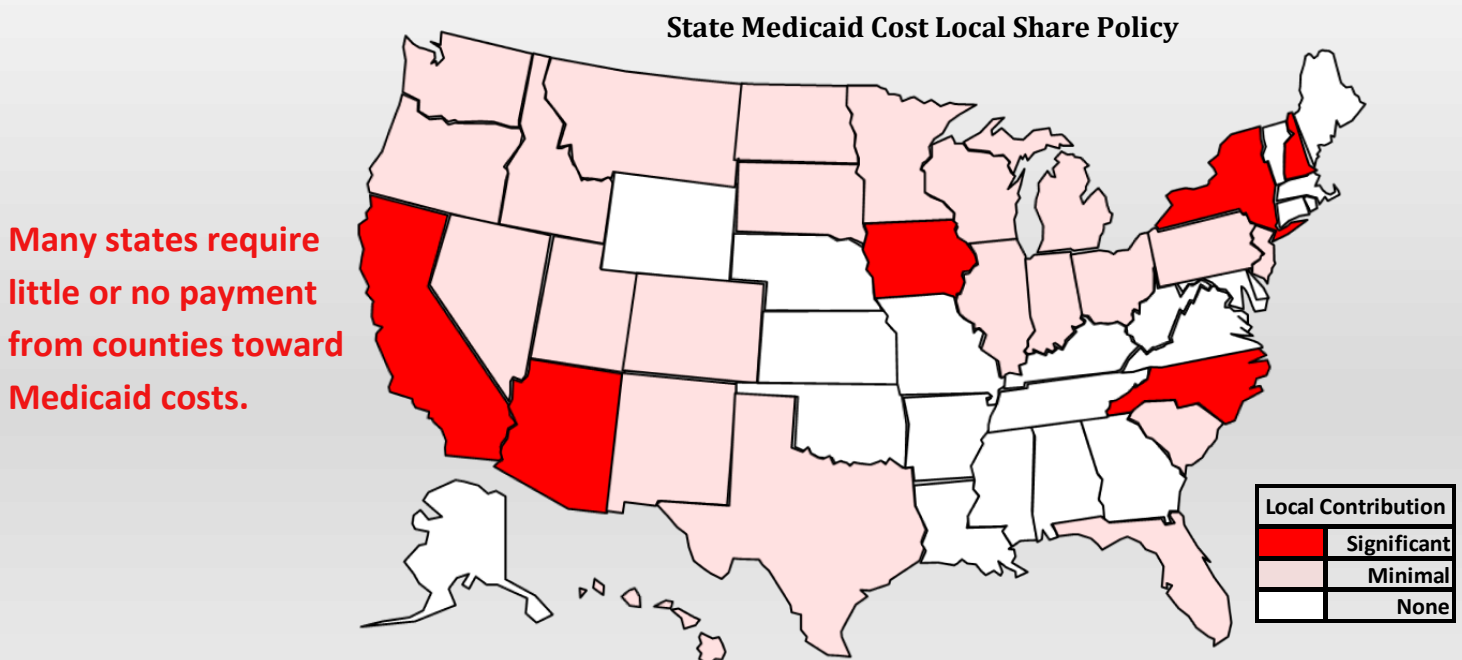 State Medicaid Cost Local Share Policy
Many states require
little or no payment
from counties toward
Medicaid costs.
Local Contribution
Significant
Minimal
None